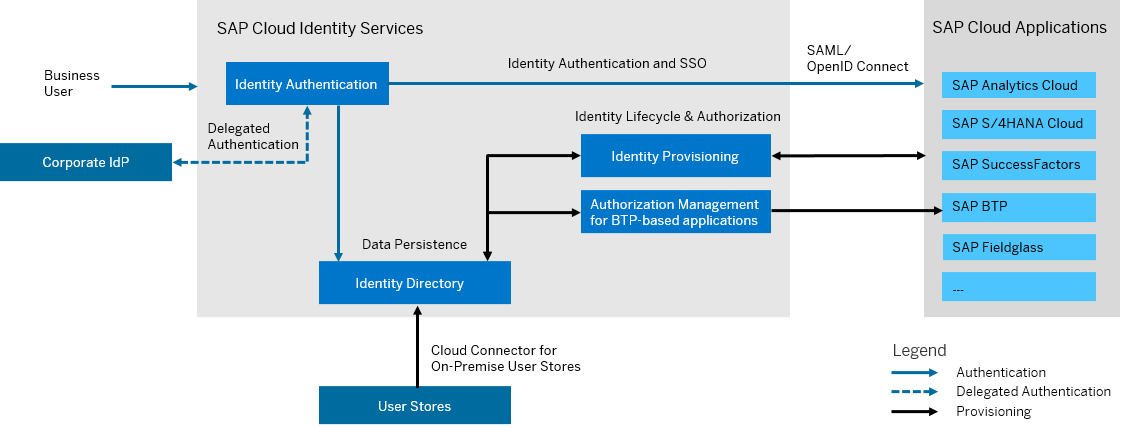 SAP Cloud Identity Services
SAP Cloud Applications
Business
User
Identity Authentication
Identity Authentication and SSO
SAML/
OpenID Connect
SAP Analytics Cloud
Delegated
Authentication
Corporate IdP
Identity Lifecycle & Authorization
Identity Provisioning
SAP S/4HANA Cloud
SAP SuccessFactors
Authorization Management
for BTP-based applications
SAP BTP
Data Persistence
Identity Directory
SAP Fieldglass
---
Cloud Connector for
On-Premise User Stores
User Stores
Legend
Authentication
Delegated Authentication
Provisioning